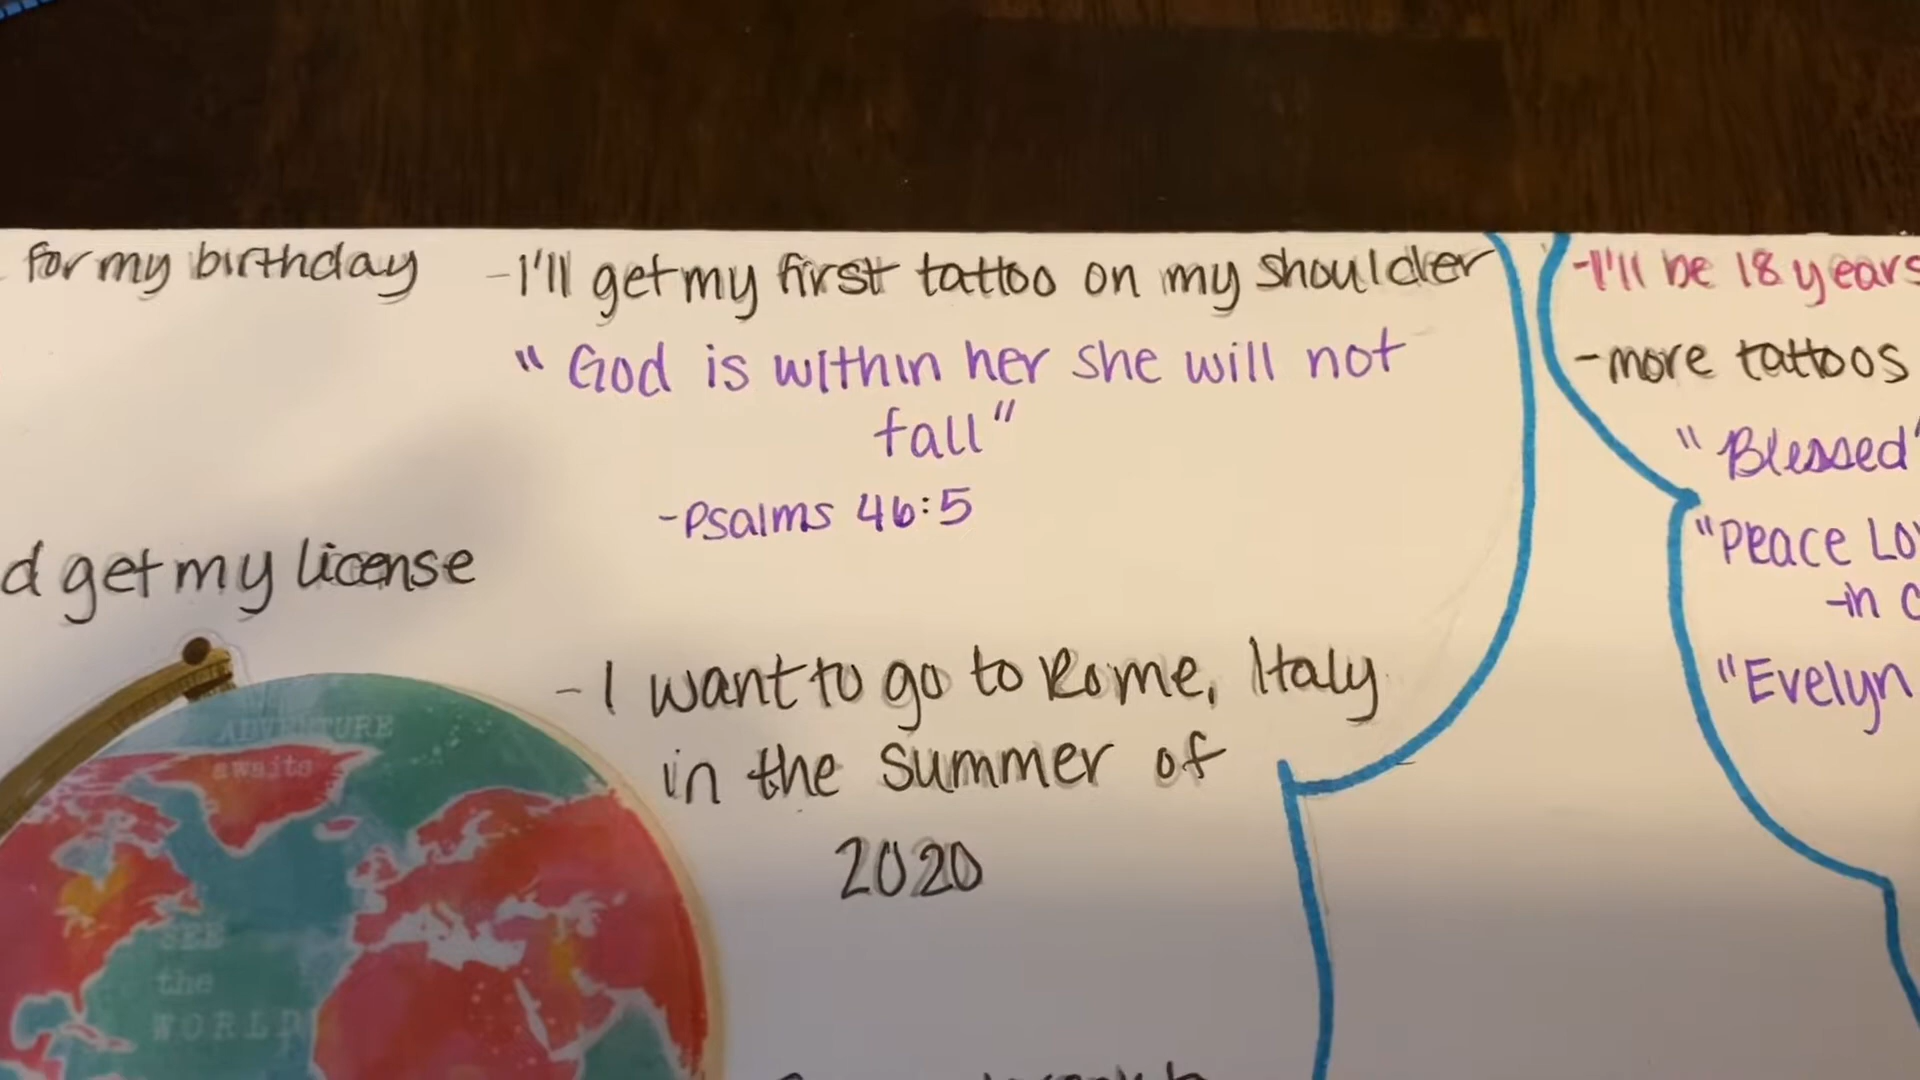 for my birthday
d get my license
ADVENTURE
awaits
SEE
the
WORLD
-I'll get my first tattoo on my shoulder
"God is within her she will not
fall"
-Psalms 46:5
- I want to go to Rome, Italy
in the summer of
2020
-I'll be 18 years
-more tattoos
"Blessed"
"Peace Lo
-in
"Evelyn